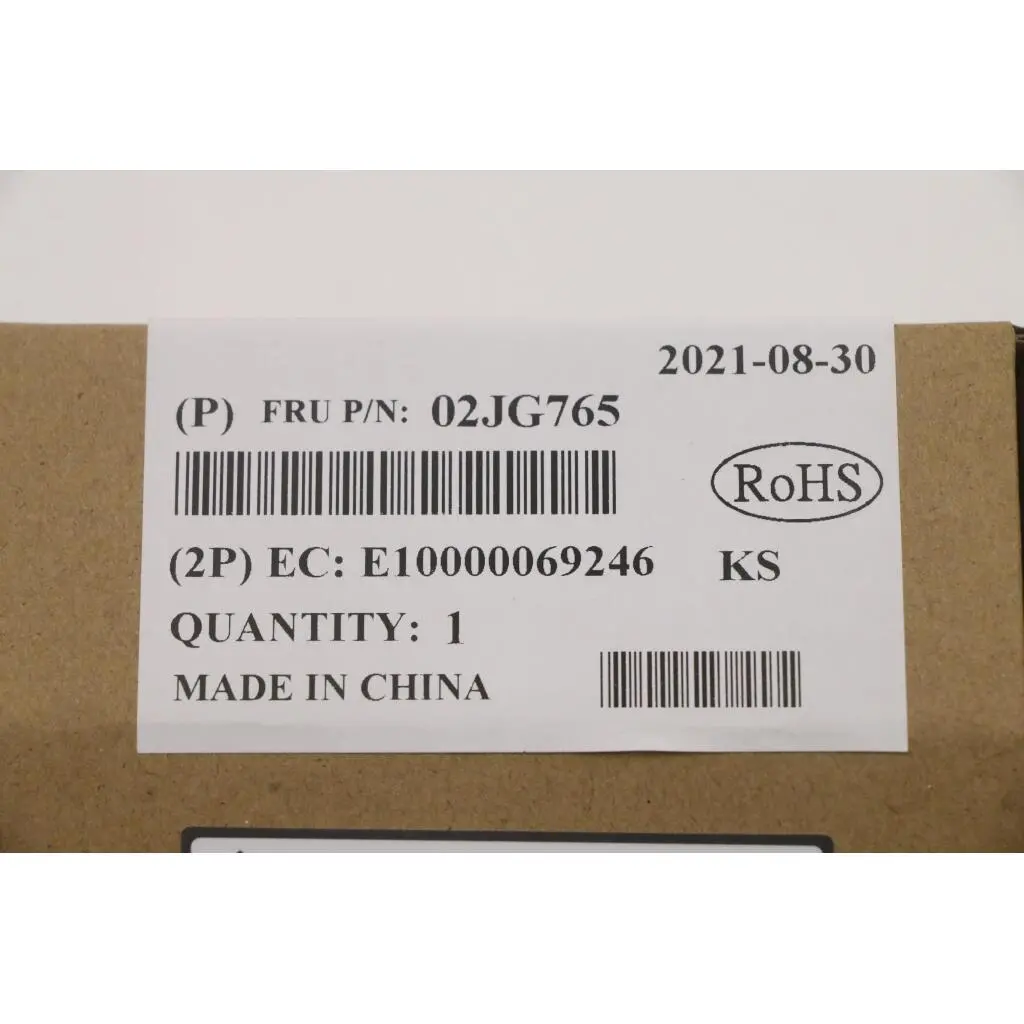 2021-08-30
(P) FRU P/N: 02JG765
RoHS
(2P) EC: E10000069246 KS
QUANTITY: 1
MADE IN CHINA